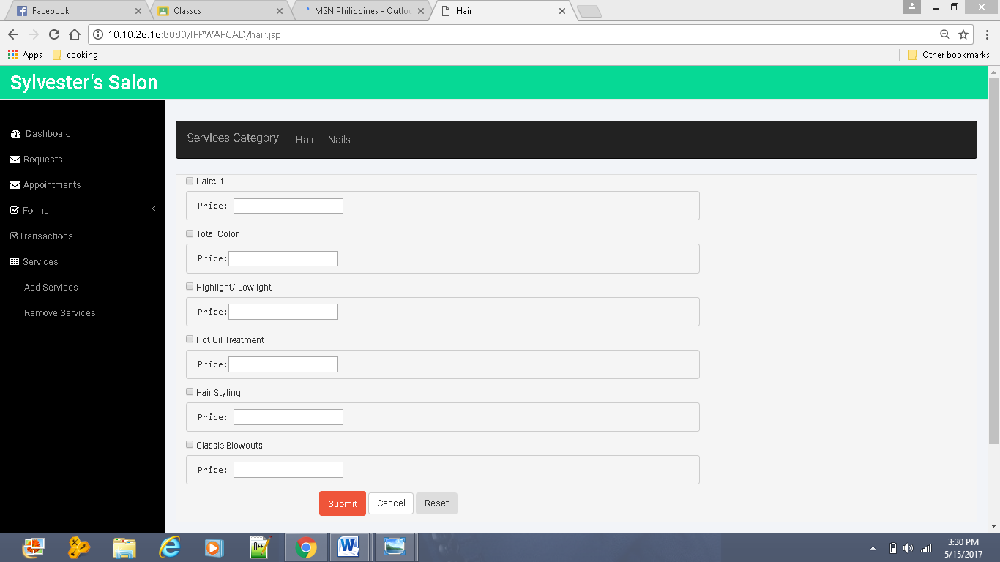 Facebook
Classus
MSN Philippines - Outloo
Hair
10.10.26.16:8080/IFPWAFCAD/hair.jsp
Apps
cooking
Other bookmarks
Sylvester's Salon
Dashboard
Requests
Appointments
Forms
Transactions
Services
Add Services
Remove Services
Services Category Hair Nails
Haircut
Price:
Total Color
Price:
Highlight/ Lowlight
Price:
Hot Oil Treatment
Price:
Hair Styling
Price:
Classic Blowouts
Price:
Submit Cancel Reset
3:30 PM
5/15/2017